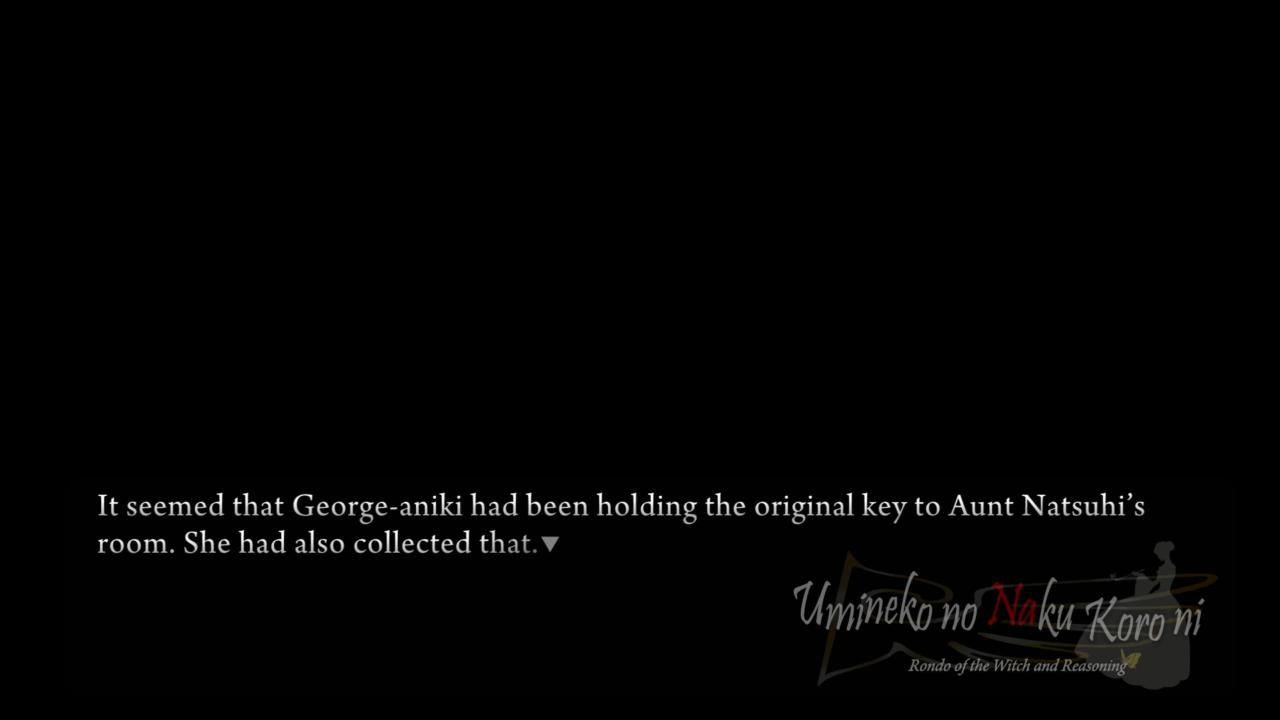 It seemed that George-aniki had been holding the original key to Aunt Natsuhi’s
room. She had also collected that.▼
Umineko no Naku Koro ni
Rondo of the Witch and Reasoning